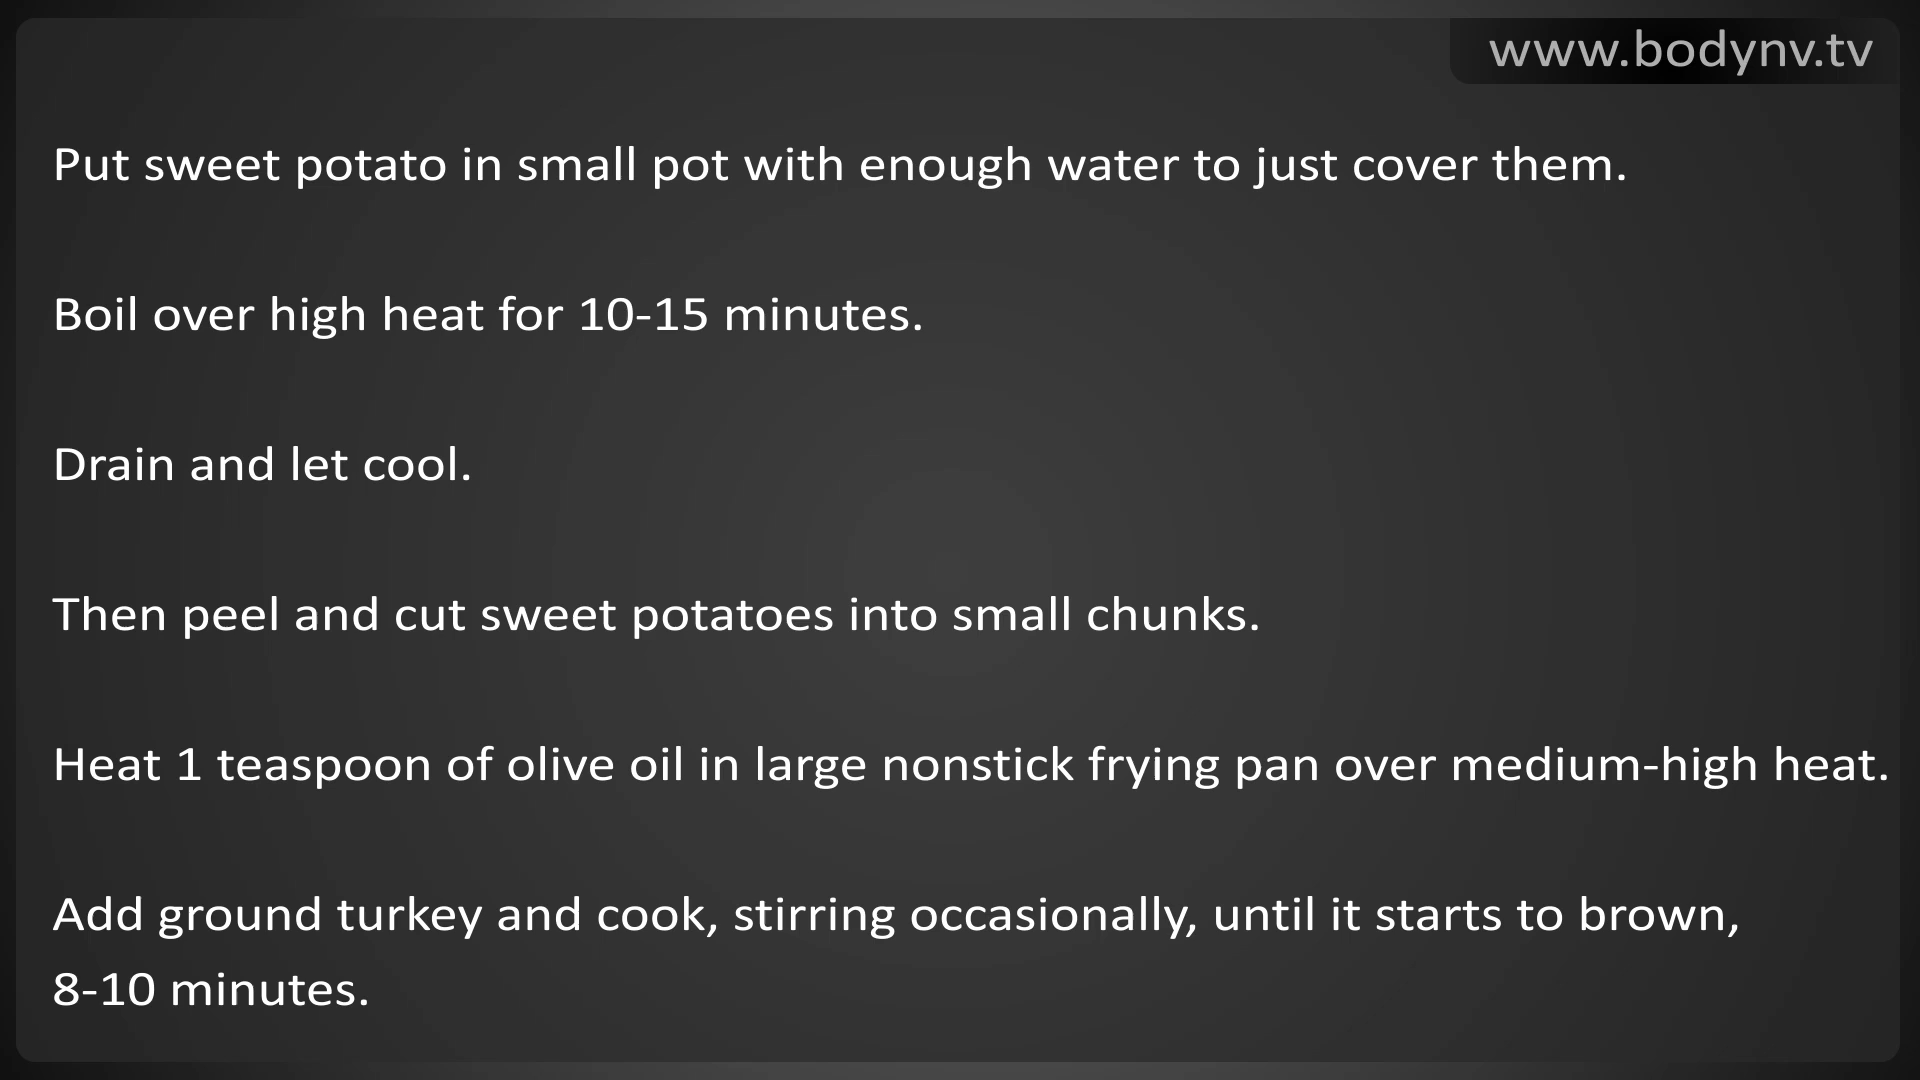 www.bodynv.tv
Put sweet potato in small pot with enough water to just cover them.
Boil over high heat for 10-15 minutes.
Drain and let cool.
Then peel and cut sweet potatoes into small chunks.
Heat 1 teaspoon of olive oil in large nonstick frying pan over medium-high heat.
Add ground turkey and cook, stirring occasionally, until it starts to brown,
8-10 minutes.